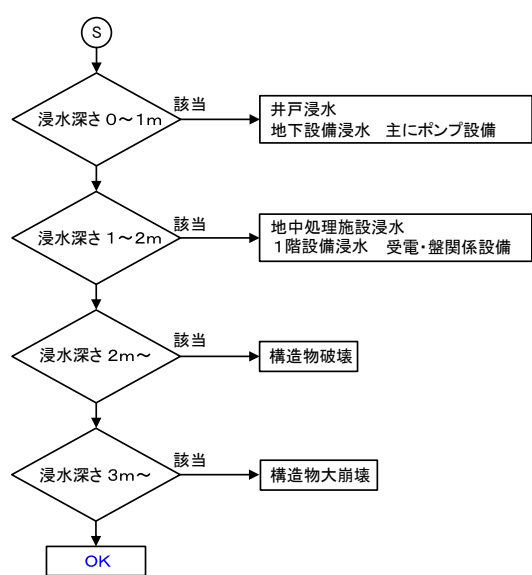 S
浸水深さ 0～1m
該当
井戸浸水
地下設備浸水　主にポンプ設備
浸水深さ 1～2m
該当
地中処理施設浸水
1階設備浸水　受電・盤関係設備
浸水深さ 2m～
該当
構造物破壊
浸水深さ 3m～
該当
構造物大崩壊
OK